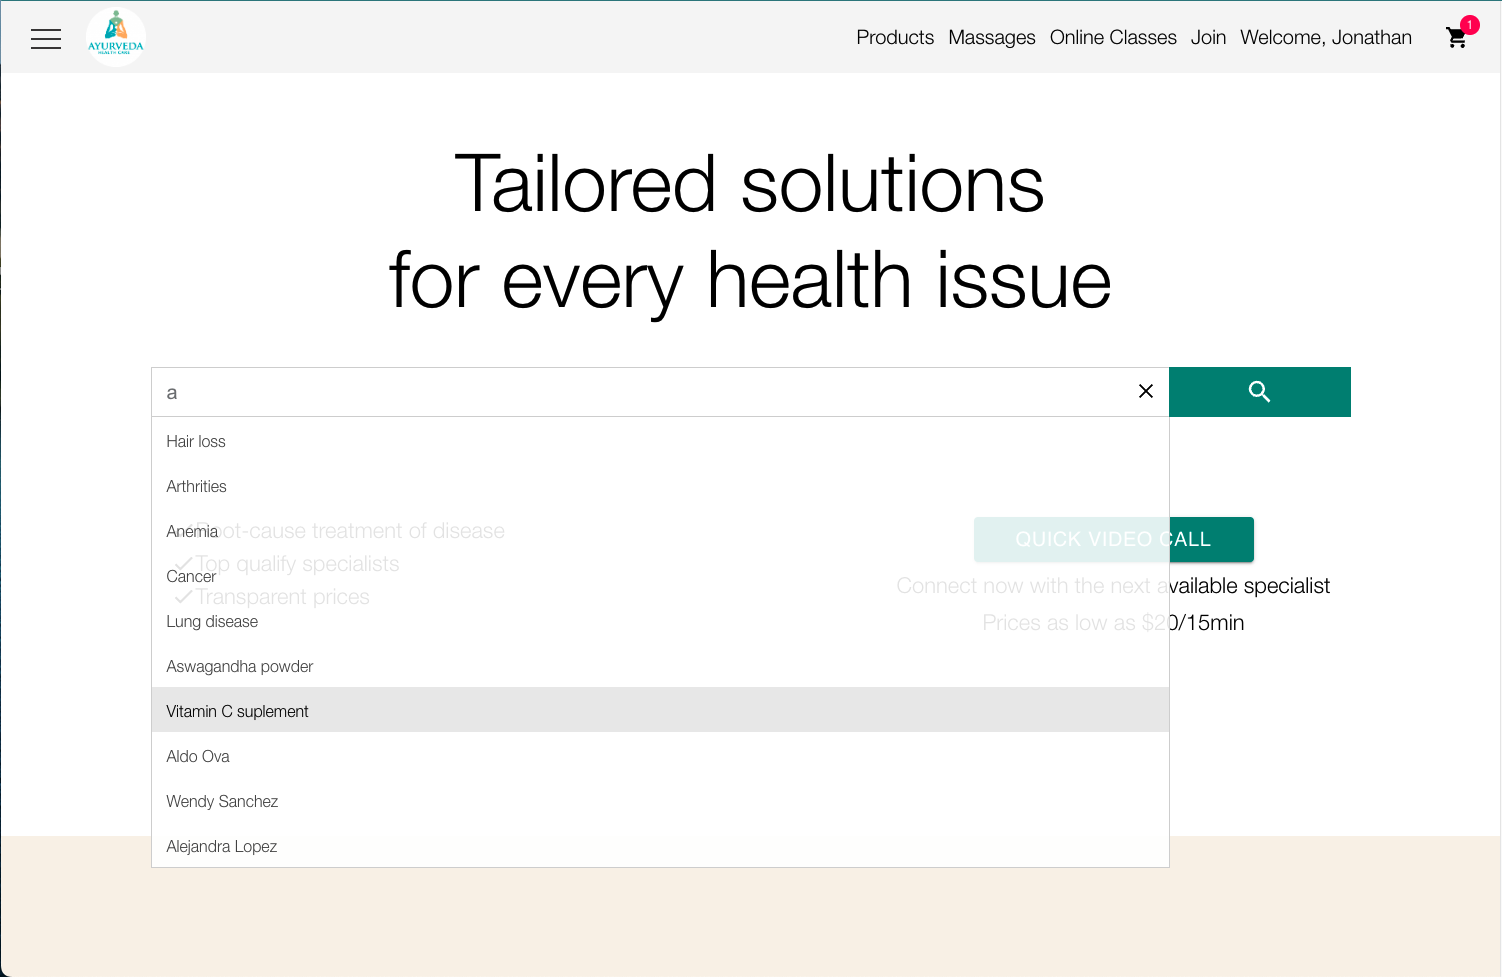 AYURVEDA
HEALTH CARE
Products Massages Online Classes Join Welcome, Jonathan
1
Tailored solutions
for every health issue
a
Hair loss
Arthrities
Anemia
Root-cause treatment of disease
QUICK VIDEO CALL
Top qualify specialists
Cancer
Connect now with the next available specialist
Transparent prices
Lung disease
Prices as low as $20/15min
Aswagandha powder
Vitamin C suplement
Aldo Ova
Wendy Sanchez
Alejandra Lopez